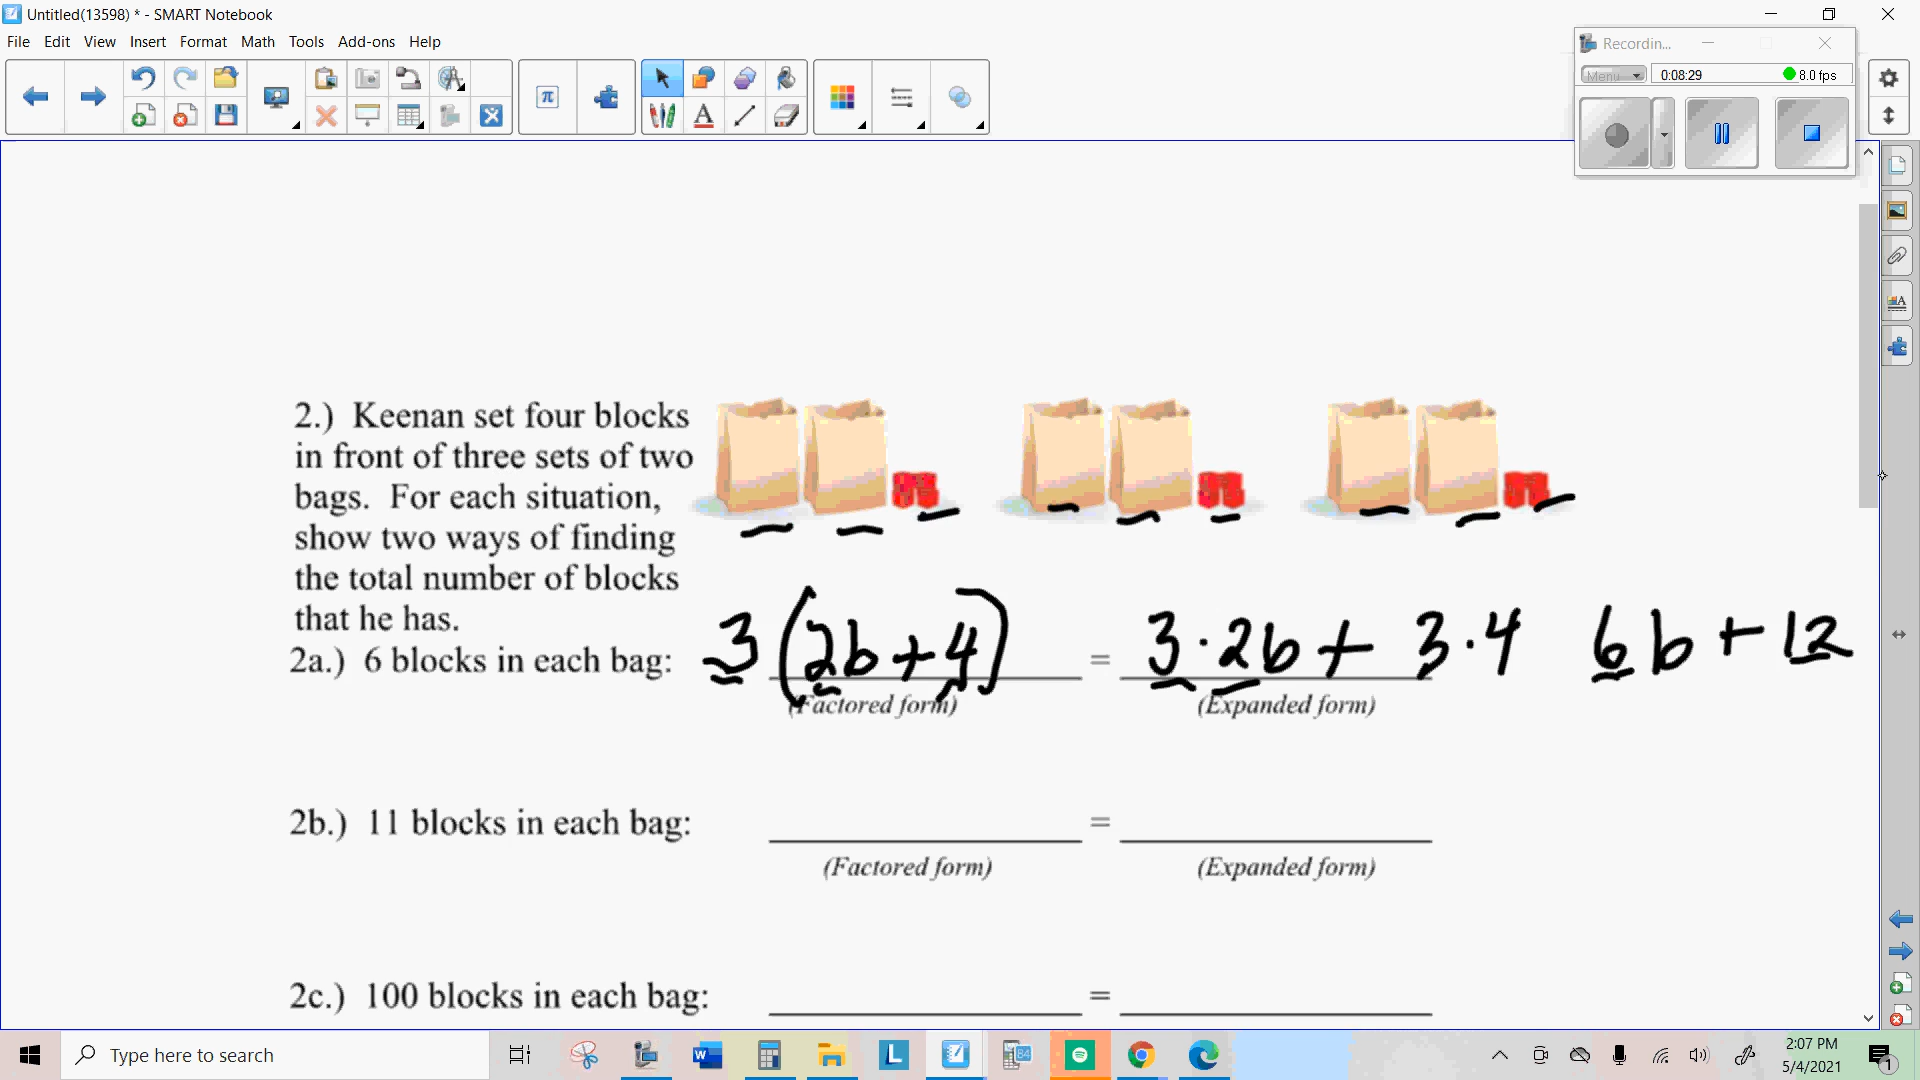 Untitled(13598) * - SMART Notebook
File Edit View Insert Format Math Tools Add-ons Help
Recordin...
Menu 0:08:29 8.0 fps
π
A
2.) Keenan set four blocks
in front of three sets of two
bags. For each situation,
show two ways of finding
the total number of blocks
that he has.
2a.) 6 blocks in each bag: 3(2b+4) = 3·2b+ 3·4 6b+12
(Factored form) (Expanded form)
2b.) 11 blocks in each bag: =
(Factored form) (Expanded form)
2c.) 100 blocks in each bag: =
Type here to search
W
L
84
2:07 PM
5/4/2021
1